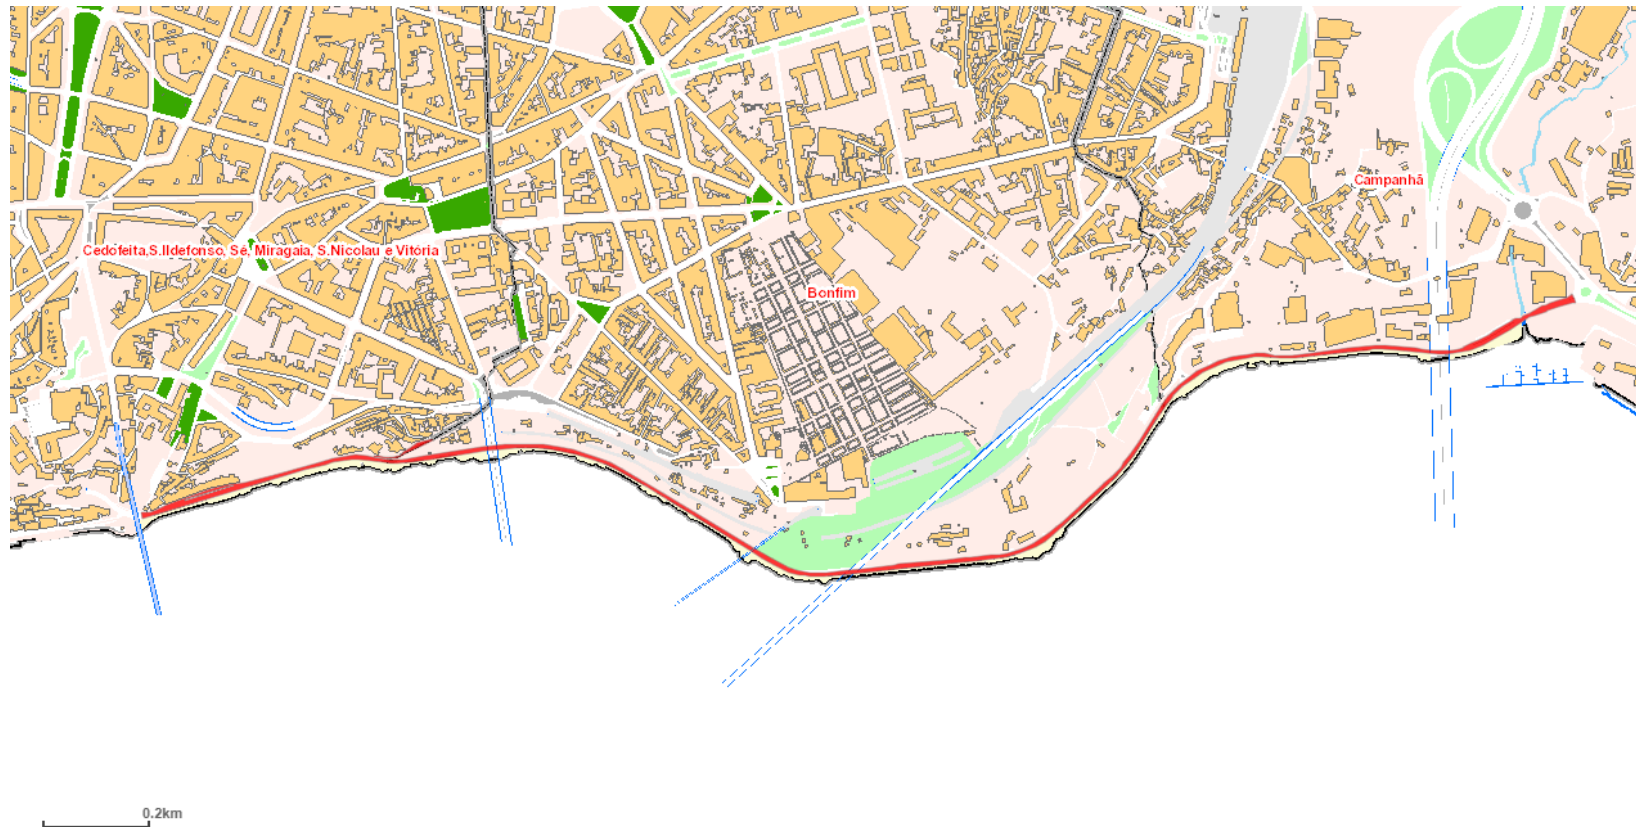 Campanhã
Cedofeita,S.Ildefonso, Sé, Miragaia, S.Nicolau e Vitória
Bonfim
0.2km